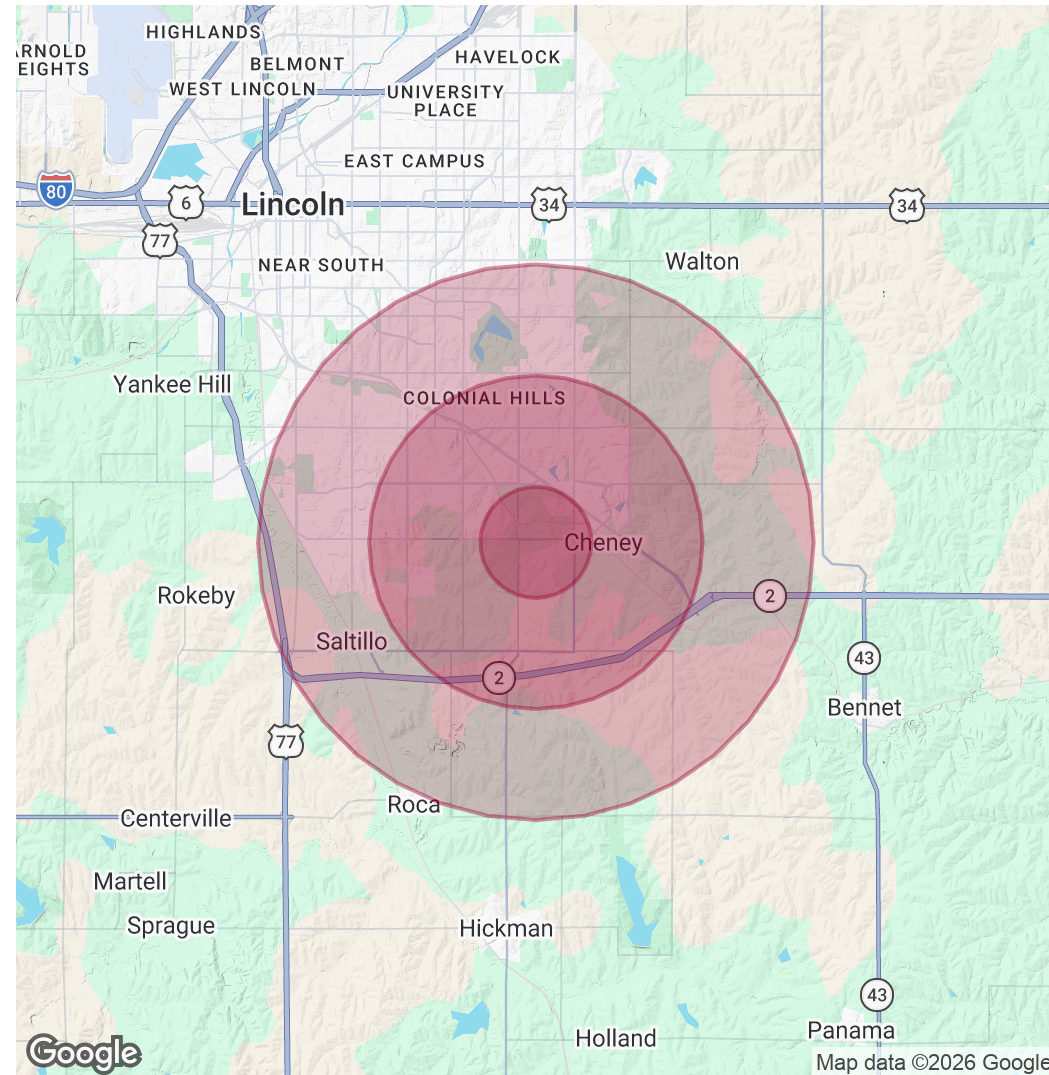 HIGHLANDS
ARNOLD
EIGHTS
BELMONT
HAVELOCK
WEST LINCOLN
UNIVERSITY
PLACE
EAST CAMPUS
80
6
Lincoln
34
34
77
NEAR SOUTH
Walton
Yankee Hill
COLONIAL HILLS
Cheney
Rokeby
2
Saltillo
43
2
Bennet
77
Roca
Centerville
Martell
Sprague
Hickman
43
Panama
Holland
Google
Map data ©2026 Google